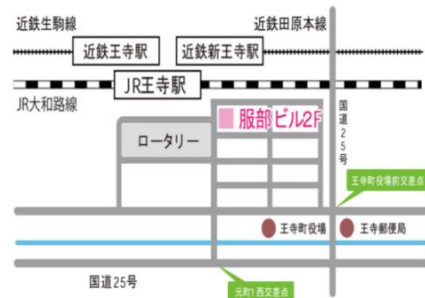 近鉄生駒線
近鉄田原本線
近鉄王寺駅
近鉄新王寺駅
JR王寺駅
JR大和路線
服部ビル2F
国道25号
ロータリー
王寺町役場前交差点
王寺町役場
王寺郵便局
国道25号
元町1西交差点